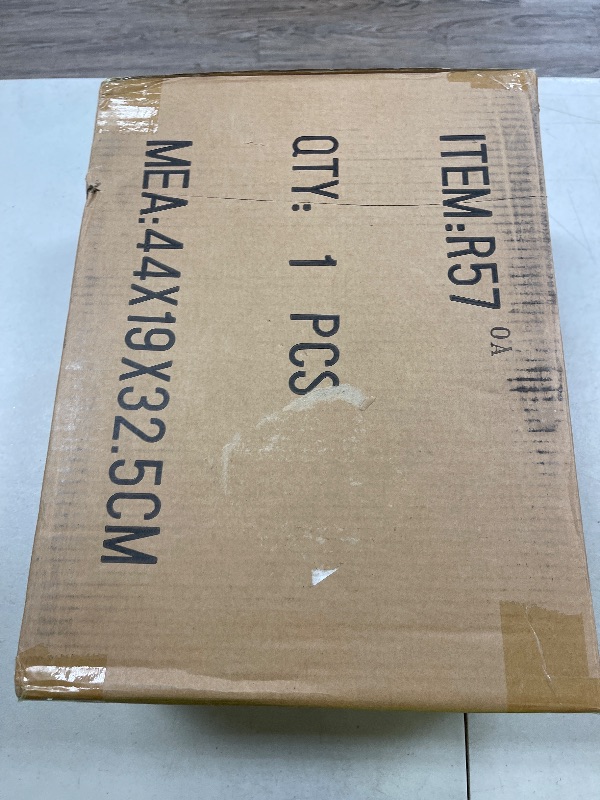 ITEM:R57 OA
QTY: 1 PCS
MEA:44X19X32.5CM